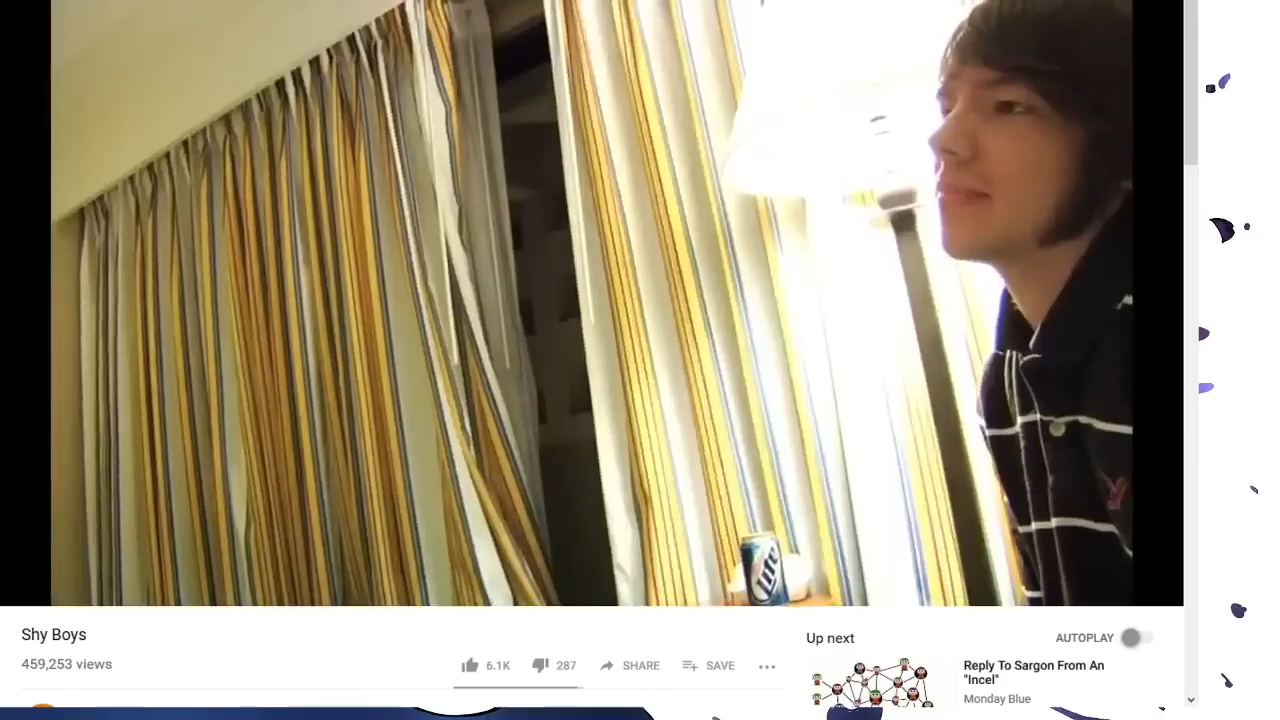 Lite
Shy Boys
459,253 views
6.1K
287
SHARE
SAVE
Up next
AUTOPLAY
Reply To Sargon From An
"Incel"
Monday Blue